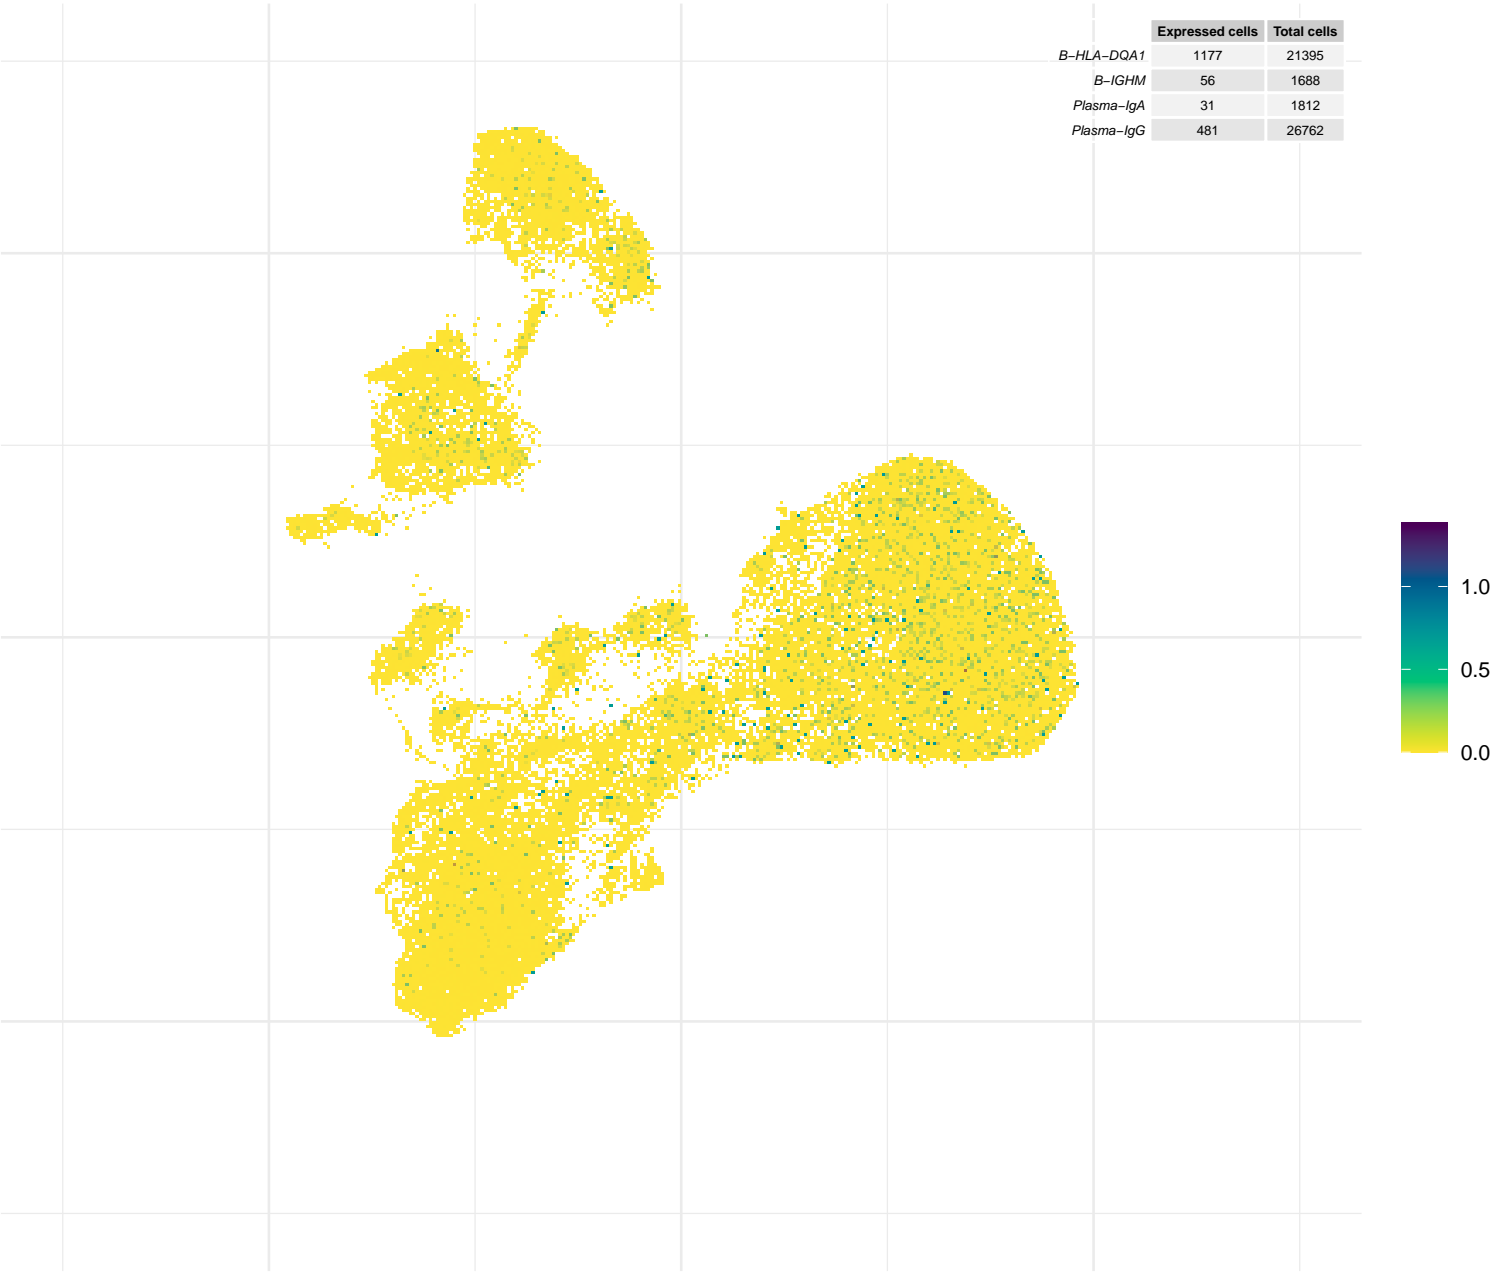 Expressed cells Total cells
B−HLA−DQA1 1177 21395
B−IGHM 56 1688
Plasma−IgA 31 1812
Plasma−IgG 481 26762
1.0
0.5
0.0